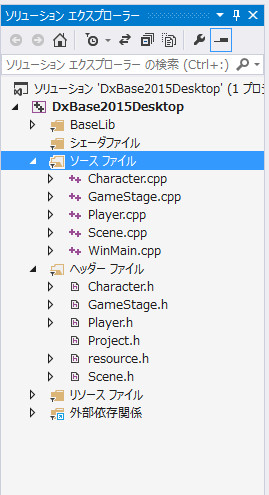 ソリューション エクスプローラー
ソリューション エクスプローラー の検索 (Ctrl+:)
ソリューション 'DxBase2015Desktop' (1 プロ
DxBase2015Desktop
BaseLib
シェーダファイル
ソース ファイル
Character.cpp
GameStage.cpp
Player.cpp
Scene.cpp
WinMain.cpp
ヘッダー ファイル
Character.h
GameStage.h
Player.h
Project.h
resource.h
Scene.h
リソース ファイル
外部依存関係